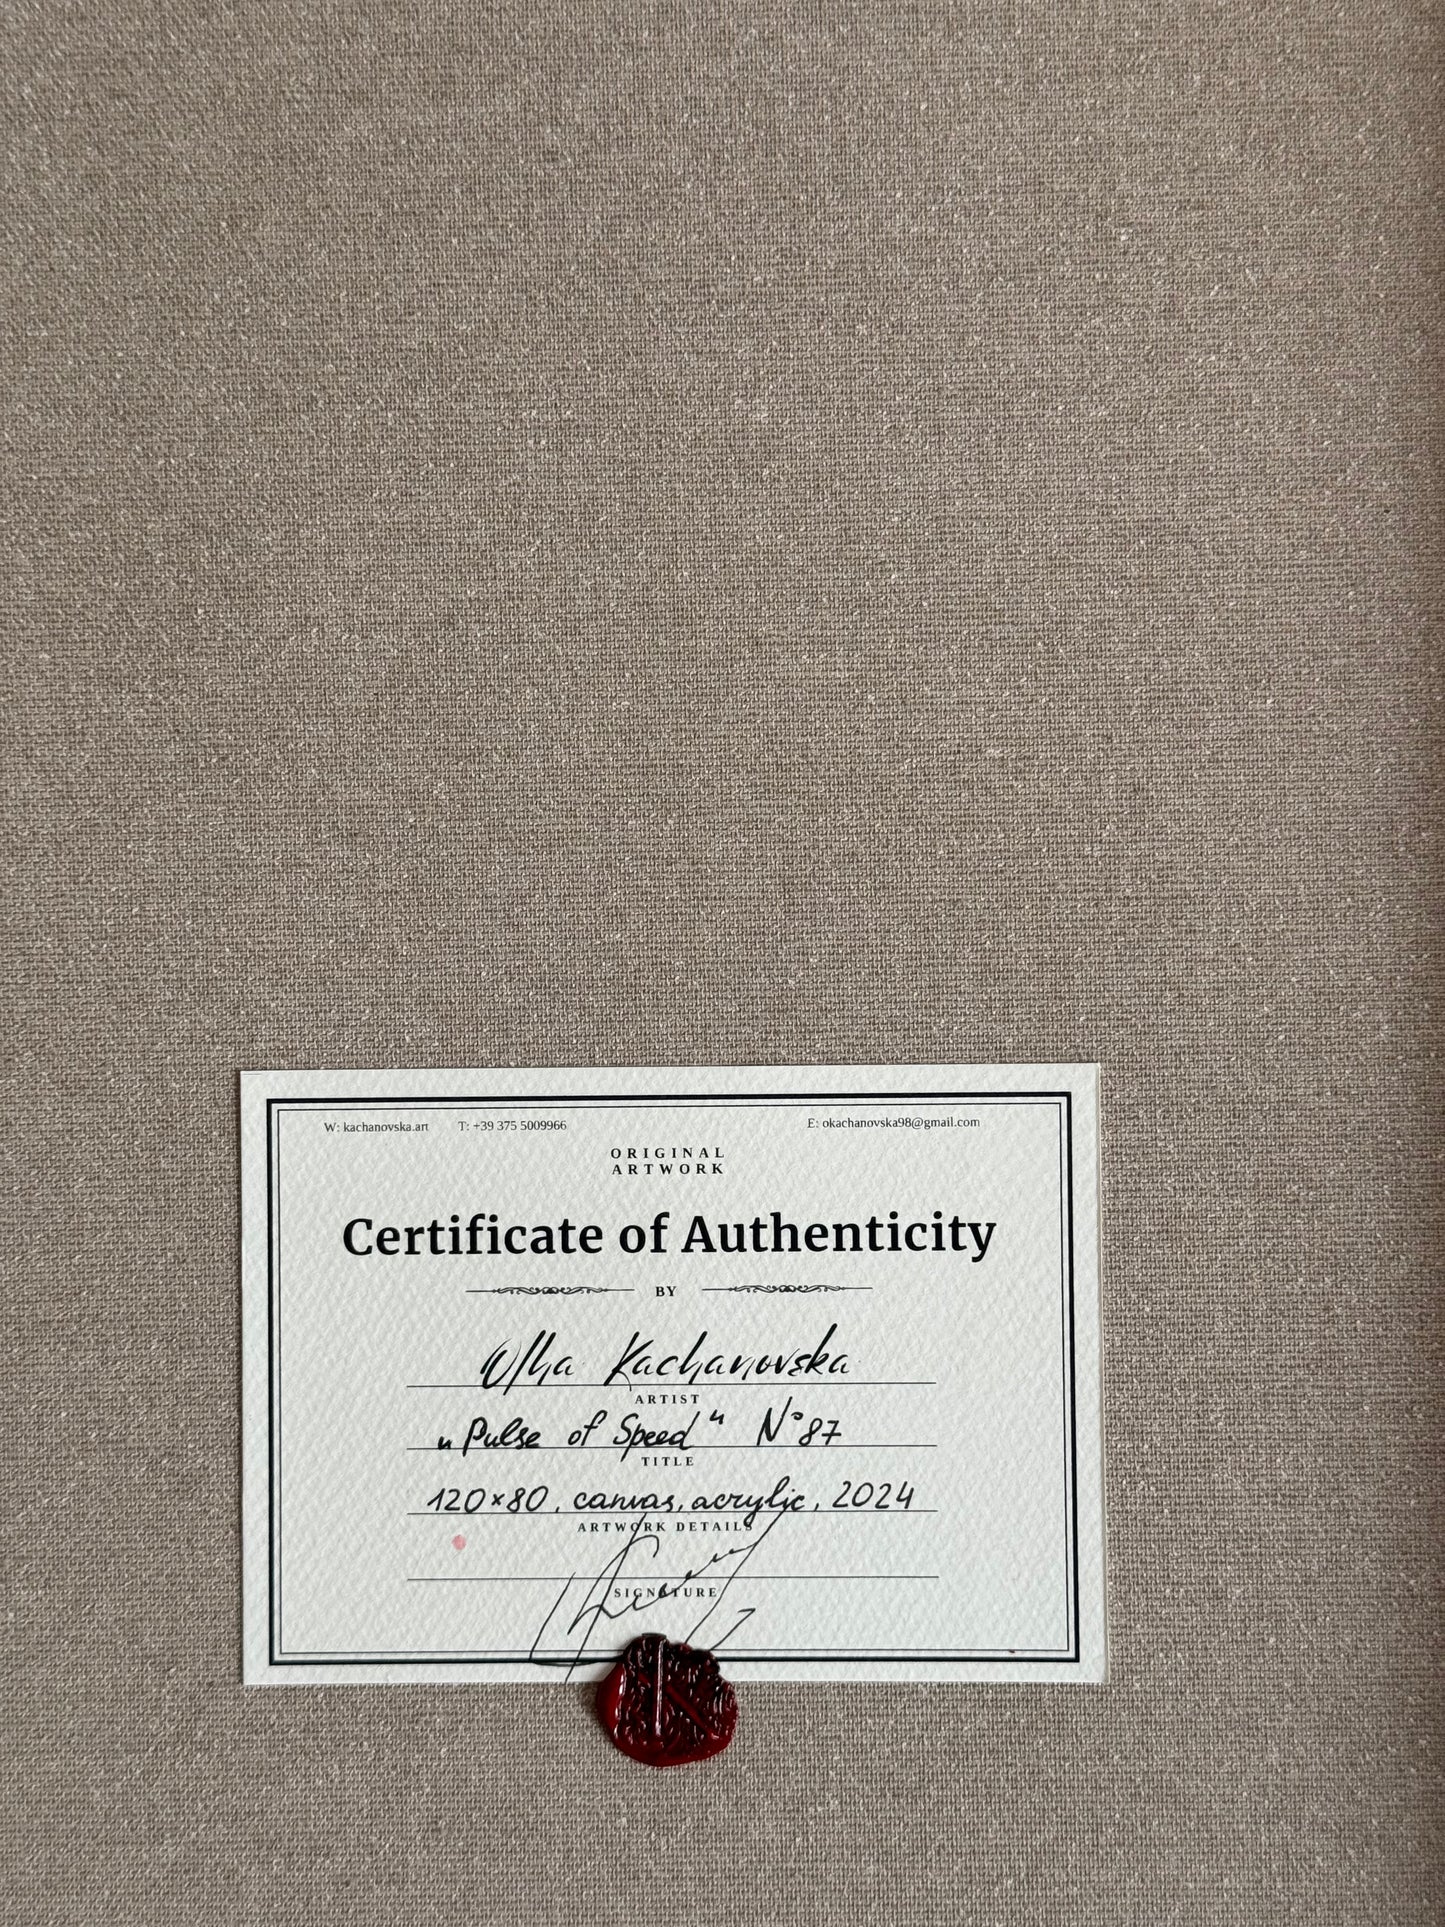 W: kachanovska.art T: +39 375 5009966 E: okachanovska98@gmail.com
ORIGINAL
ARTWORK
Certificate of Authenticity
BY
Olha Kachanovska
ARTIST
„Pulse of Speed“ N°87
TITLE
120×80, canvas, acrylic, 2024
ARTWORK DETAILS
SIGNATURE